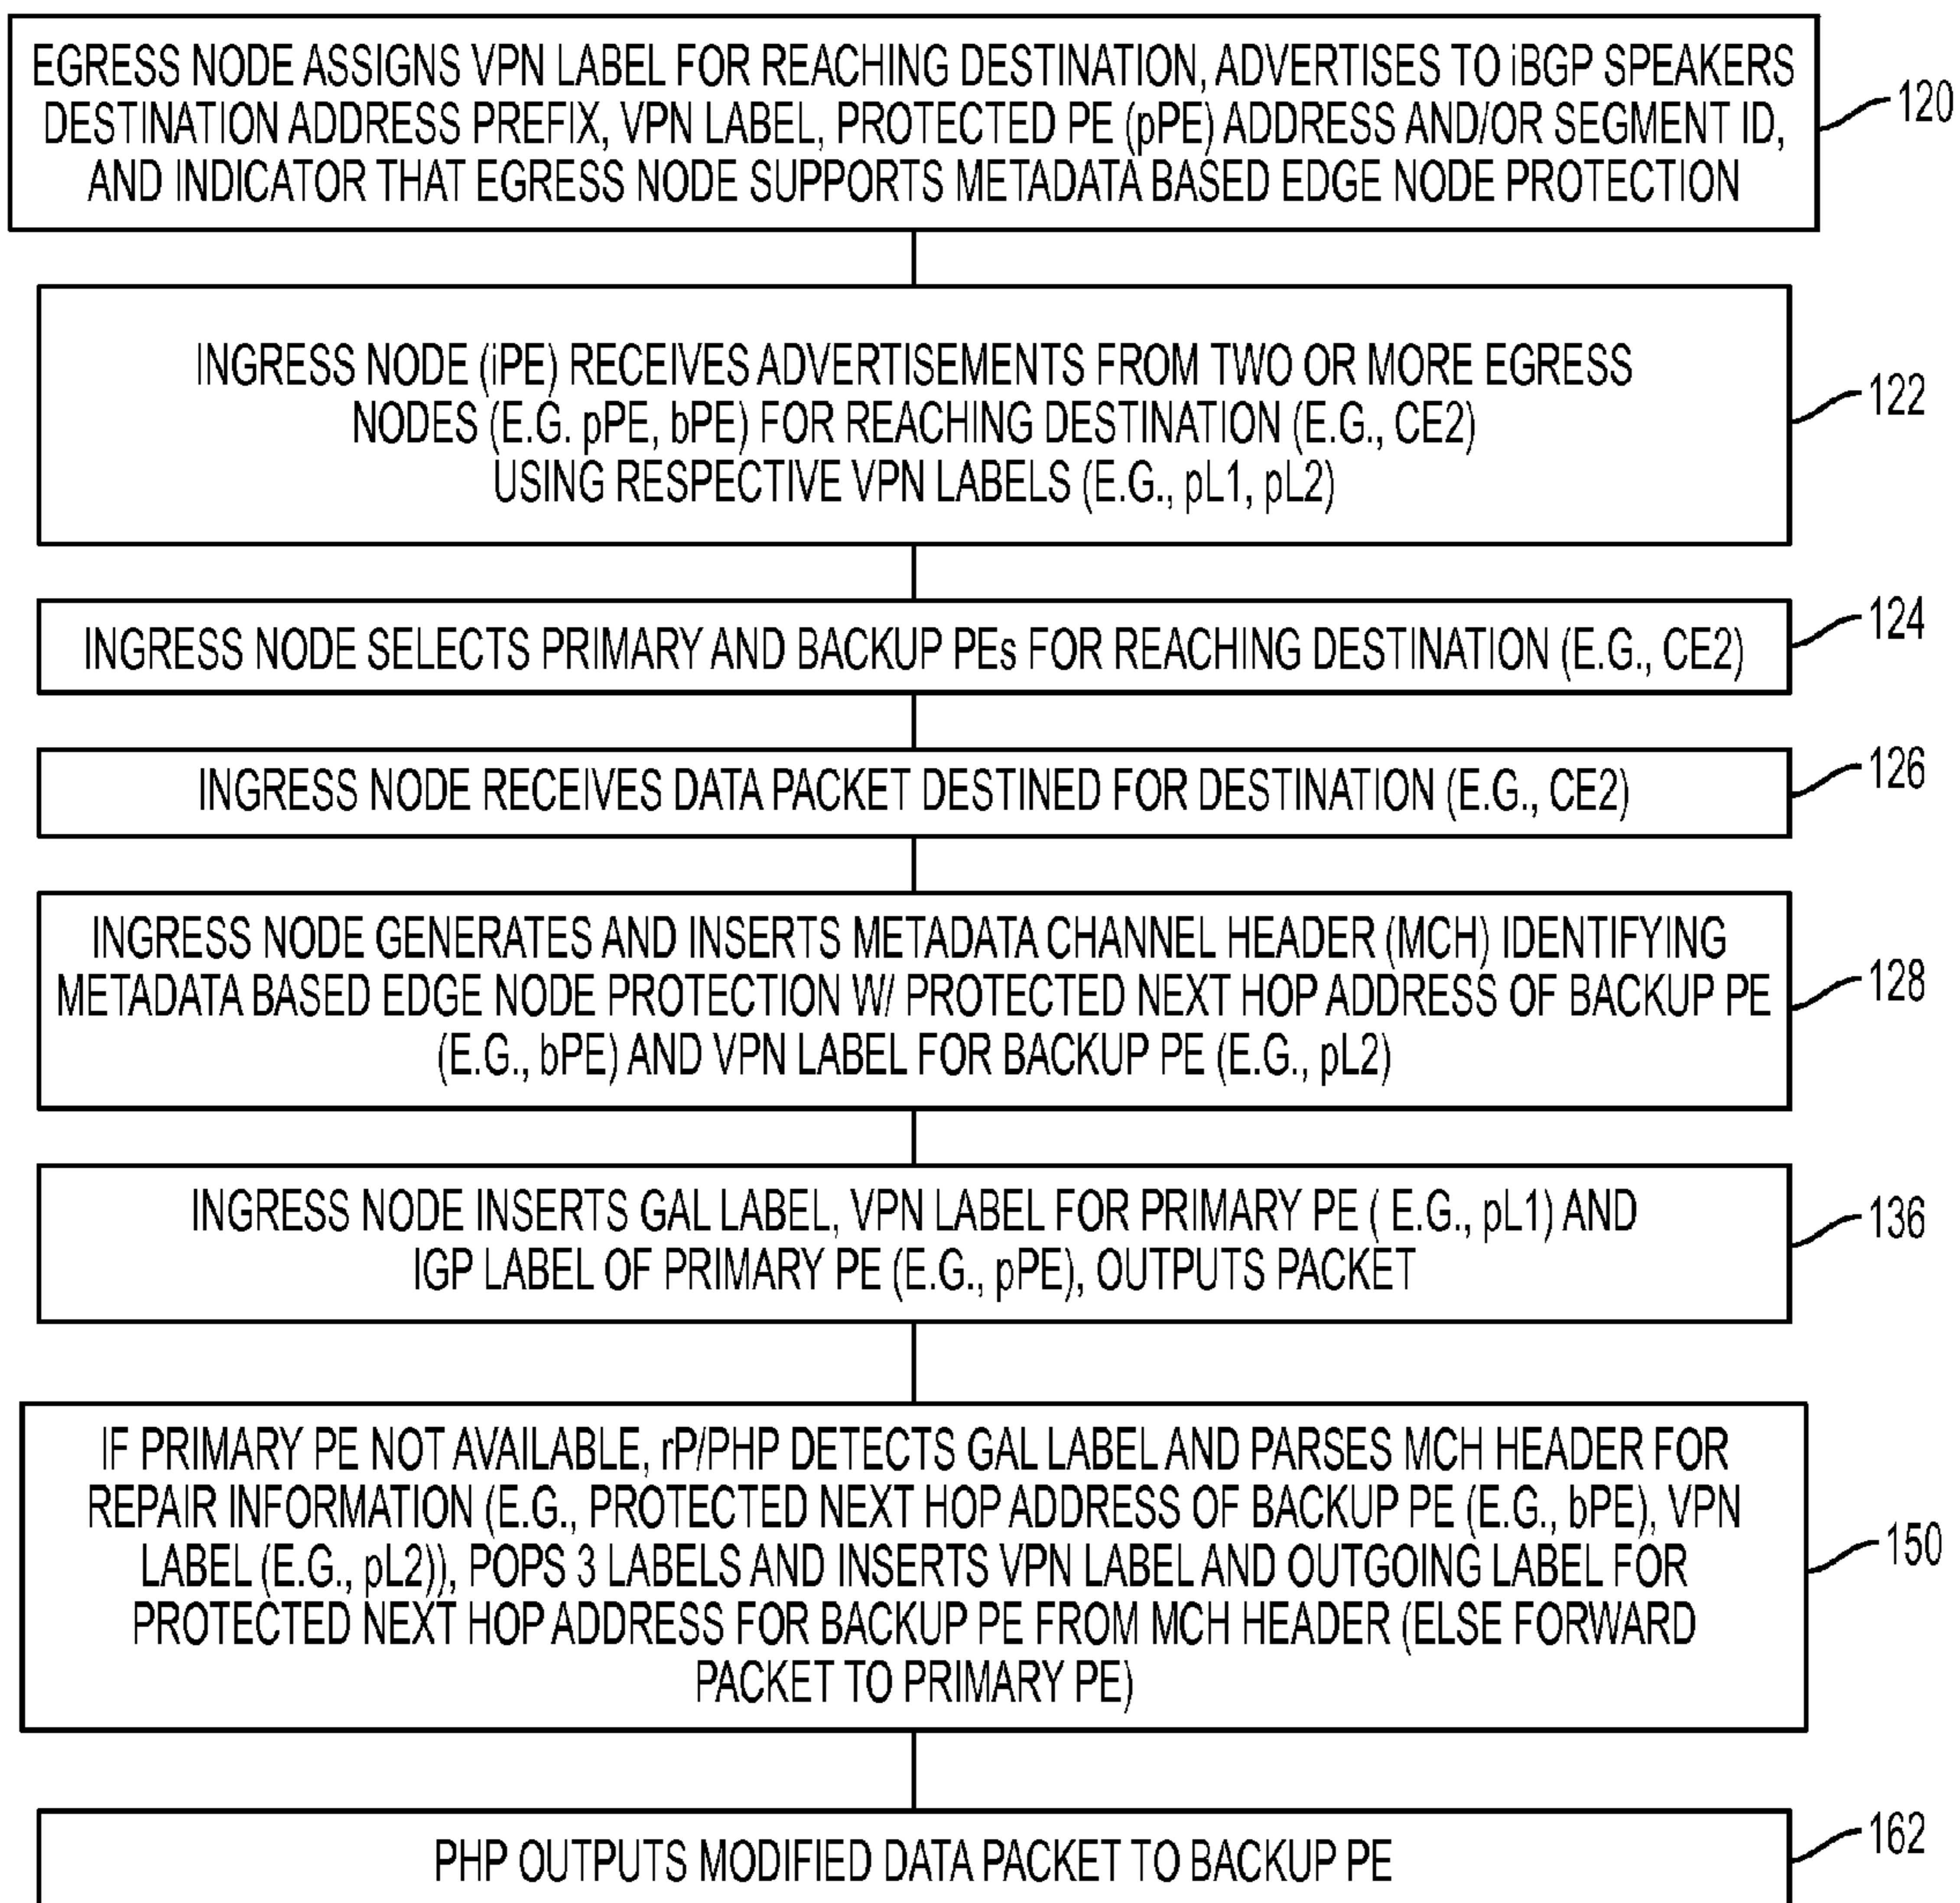 EGRESS NODE ASSIGNS VPN LABEL FOR REACHING DESTINATION, ADVERTISES TO iBGP SPEAKERS
DESTINATION ADDRESS PREFIX, VPN LABEL, PROTECTED PE (pPE) ADDRESS AND/OR SEGMENT ID,
AND INDICATOR THAT EGRESS NODE SUPPORTS METADATA BASED EDGE NODE PROTECTION
120
INGRESS NODE (iPE) RECEIVES ADVERTISEMENTS FROM TWO OR MORE EGRESS
NODES (E.G. pPE, bPE) FOR REACHING DESTINATION (E.G., CE2)
USING RESPECTIVE VPN LABELS (E.G., pL1, pL2)
122
INGRESS NODE SELECTS PRIMARY AND BACKUP PEs FOR REACHING DESTINATION (E.G., CE2)
124
INGRESS NODE RECEIVES DATA PACKET DESTINED FOR DESTINATION (E.G., CE2)
126
INGRESS NODE GENERATES AND INSERTS METADATA CHANNEL HEADER (MCH) IDENTIFYING
METADATA BASED EDGE NODE PROTECTION W/ PROTECTED NEXT HOP ADDRESS OF BACKUP PE
(E.G., bPE) AND VPN LABEL FOR BACKUP PE (E.G., pL2)
128
INGRESS NODE INSERTS GAL LABEL, VPN LABEL FOR PRIMARY PE ( E.G., pL1) AND
IGP LABEL OF PRIMARY PE (E.G., pPE), OUTPUTS PACKET
136
IF PRIMARY PE NOT AVAILABLE, rP/PHP DETECTS GAL LABEL AND PARSES MCH HEADER FOR
REPAIR INFORMATION (E.G., PROTECTED NEXT HOP ADDRESS OF BACKUP PE (E.G., bPE), VPN
LABEL (E.G., pL2)), POPS 3 LABELS AND INSERTS VPN LABEL AND OUTGOING LABEL FOR
PROTECTED NEXT HOP ADDRESS FOR BACKUP PE FROM MCH HEADER (ELSE FORWARD
PACKET TO PRIMARY PE)
150
PHP OUTPUTS MODIFIED DATA PACKET TO BACKUP PE
162